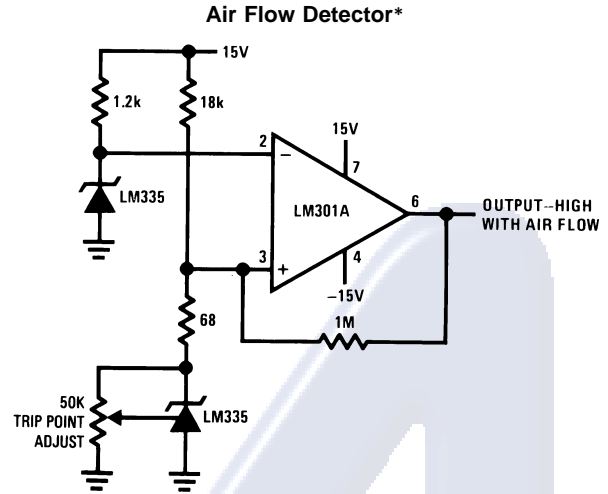 Air Flow Detector*
15V
1.2k
18k
15V
2
7
−
LM335
LM301A
6
OUTPUT--HIGH
WITH AIR FLOW
3
4
+
−15V
68
1M
50K
TRIP POINT
ADJUST
LM335